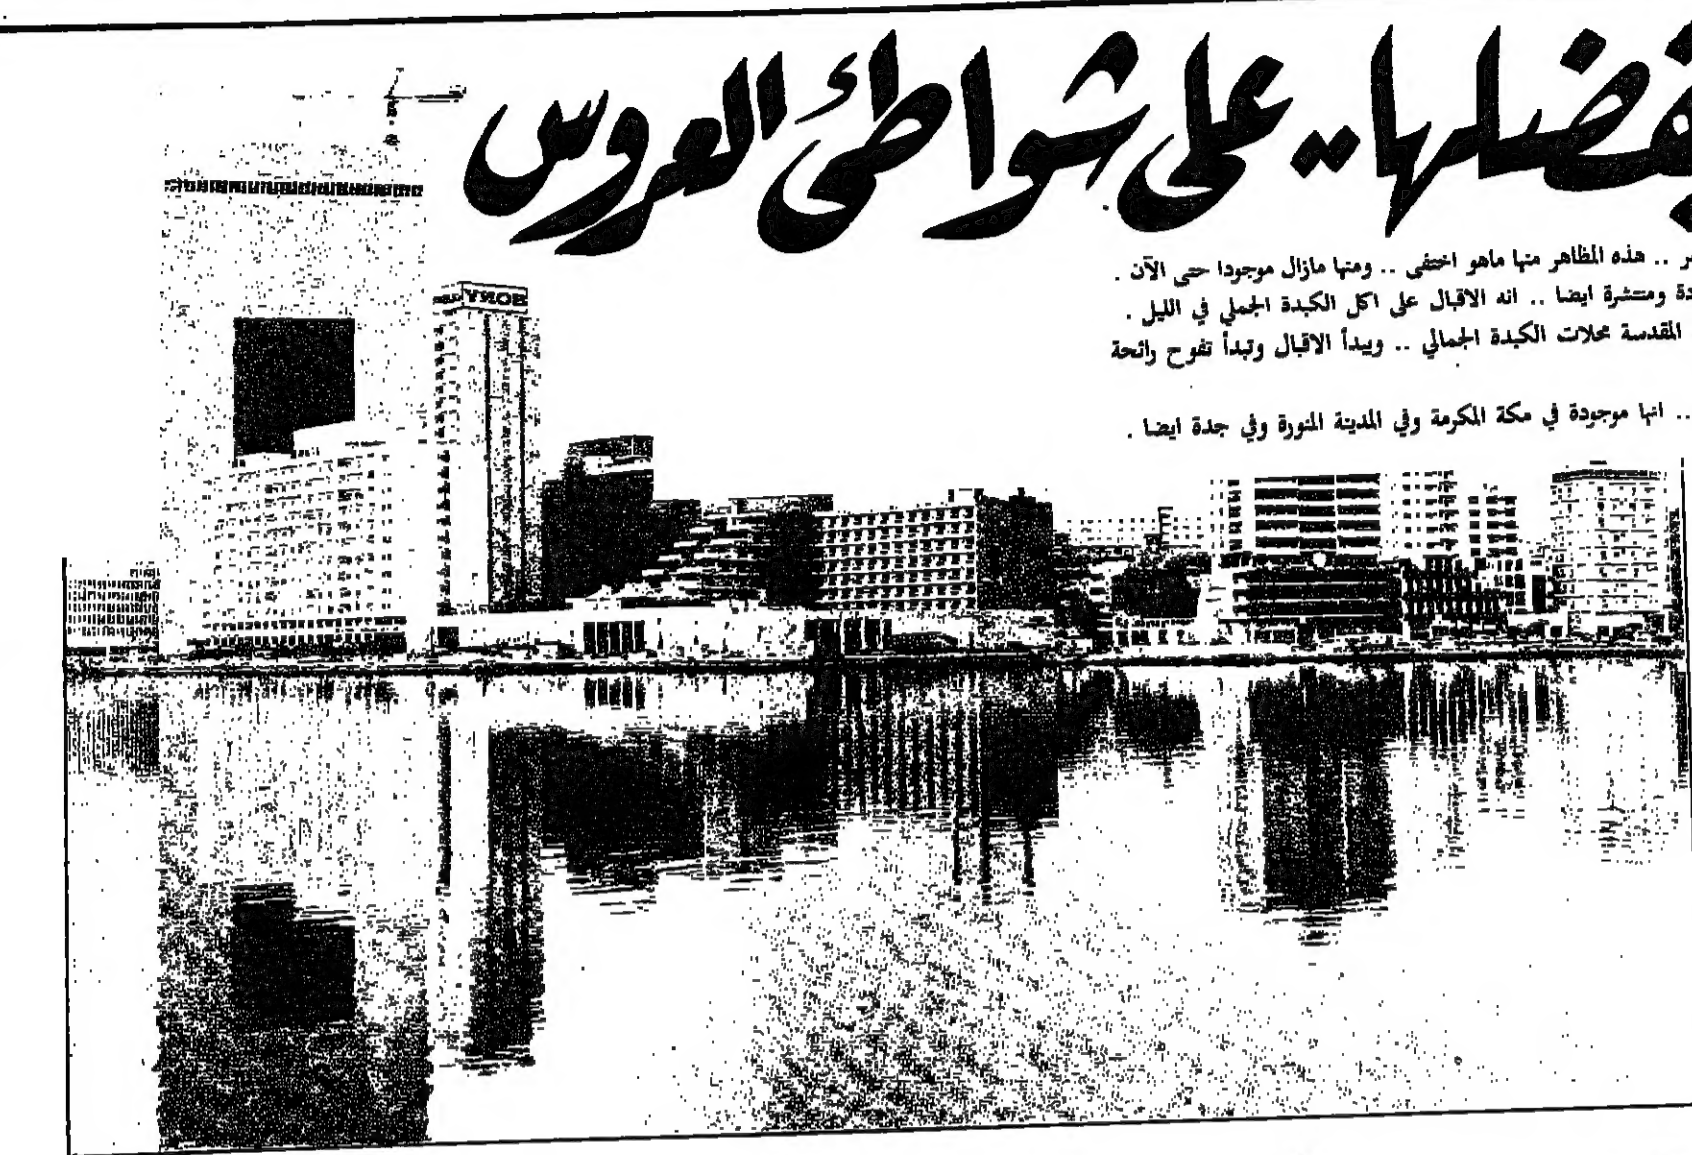 يفضلها .. على شواطئ العروس
.. هذه المظاهر منها ماهو اختفى .. ومنها مازال موجودا حتى الآن .
ومنتشرة ايضا .. انه الاقبال على اكل الكبدة الجملي في الليل .
المقدسة محلات الكبدة الجمالي .. ويبدأ الاقبال وتبدأ تفوح رائحة
.. انها موجودة في مكة المكرمة وفي المدينة المنورة وفي جدة ايضا .
SONY